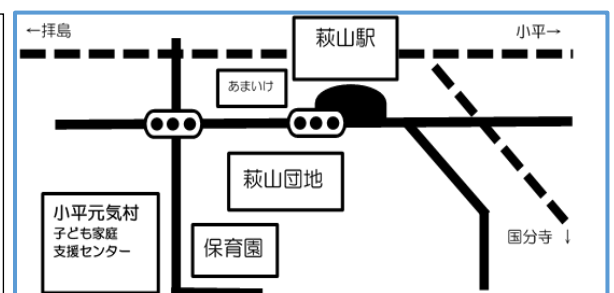 ←拝島
萩山駅
小平→
あまいけ
萩山団地
小平元気村
子ども家庭
支援センター
保育園
国分寺 ↓